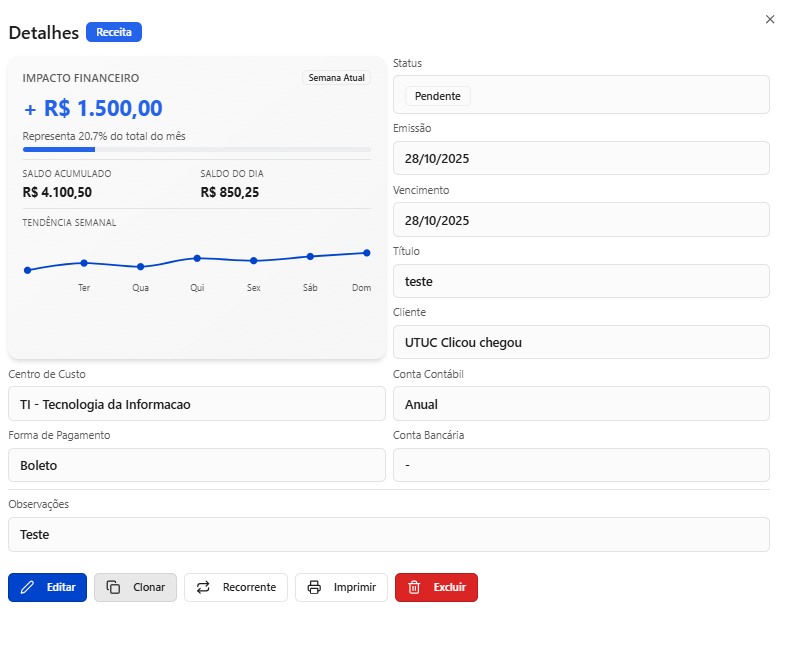 Detalhes Receita
IMPACTO FINANCEIRO Semana Atual
+ R$ 1.500,00
Representa 20.7% do total do mês
SALDO ACUMULADO SALDO DO DIA
R$ 4.100,50 R$ 850,25
TENDÊNCIA SEMANAL
Ter Qua Qui Sex Sáb Dom
Status
Pendente
Emissão
28/10/2025
Vencimento
28/10/2025
Título
teste
Cliente
UTUC Clicou chegou
Centro de Custo
TI - Tecnologia da Informacao
Conta Contábil
Anual
Forma de Pagamento
Boleto
Conta Bancária
-
Observações
Teste
Editar Clonar Recorrente Imprimir Excluir